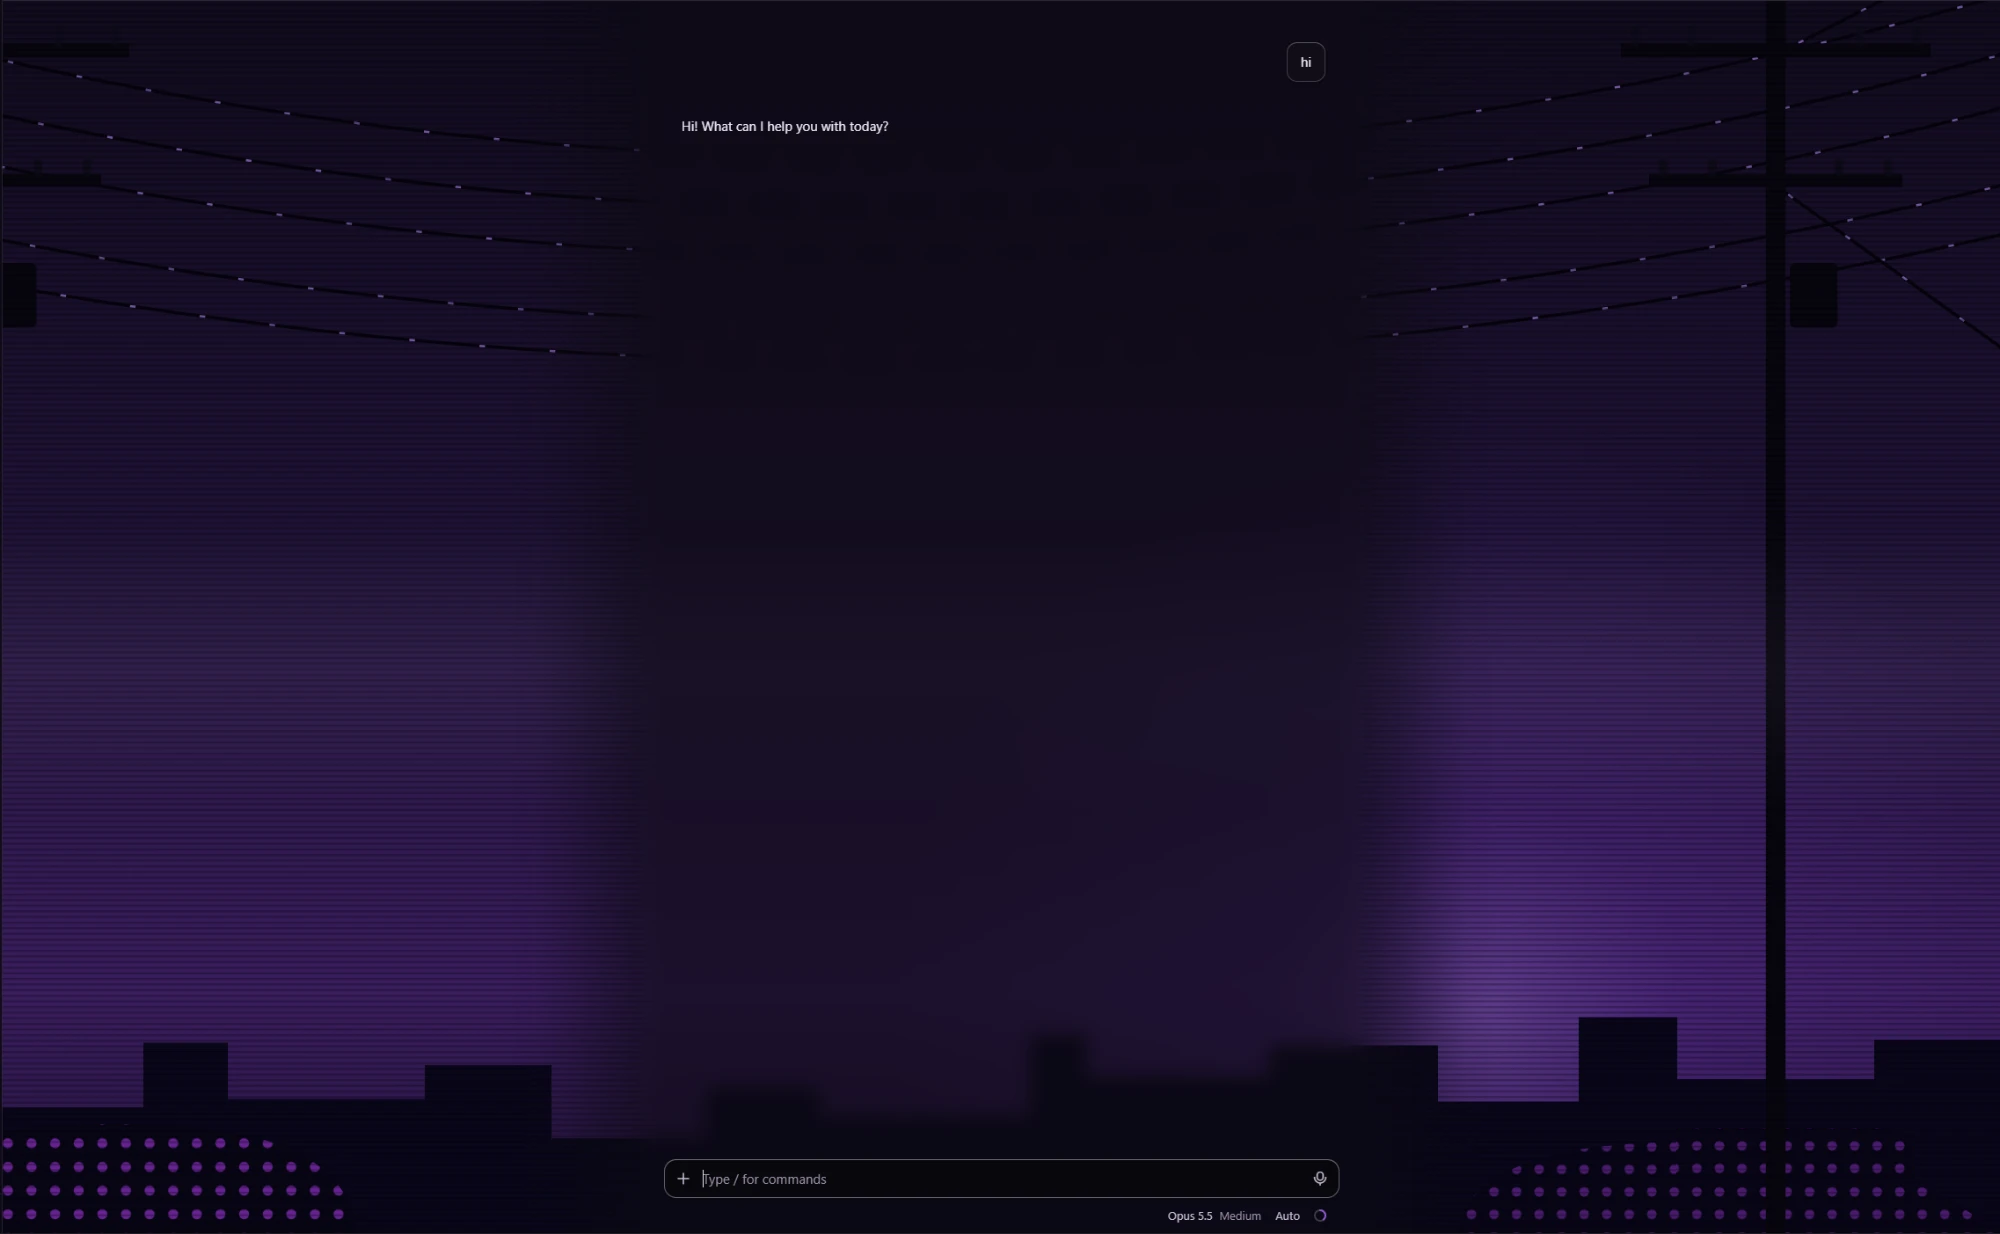 hi
Hi! What can I help you with today?
Type / for commands
Opus 5.5 Medium Auto